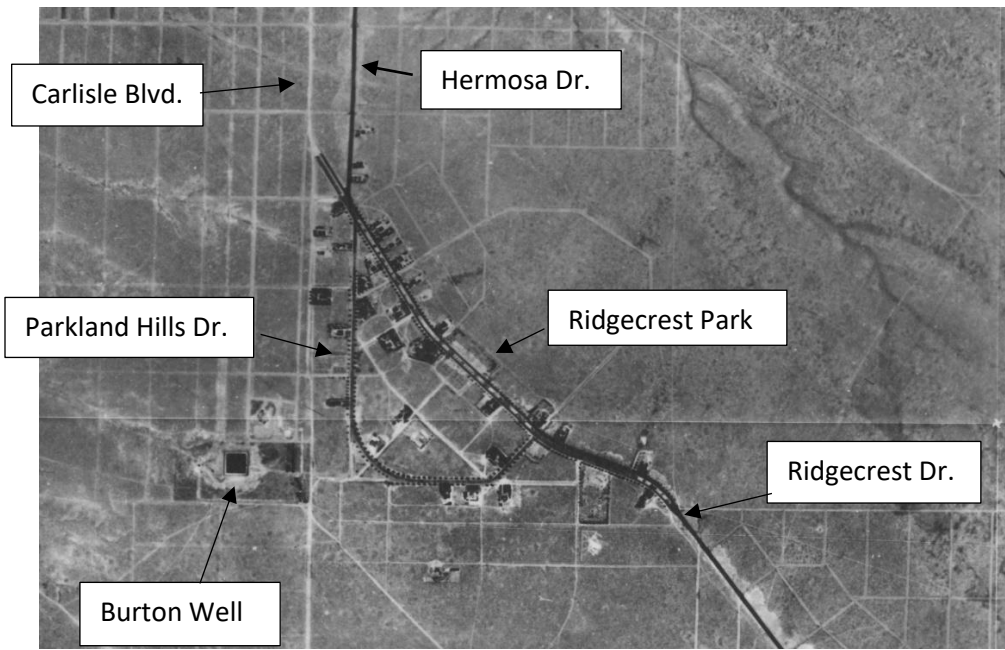 Hermosa Dr.
Carlisle Blvd.
Ridgecrest Park
Parkland Hills Dr.
Ridgecrest Dr.
Burton Well